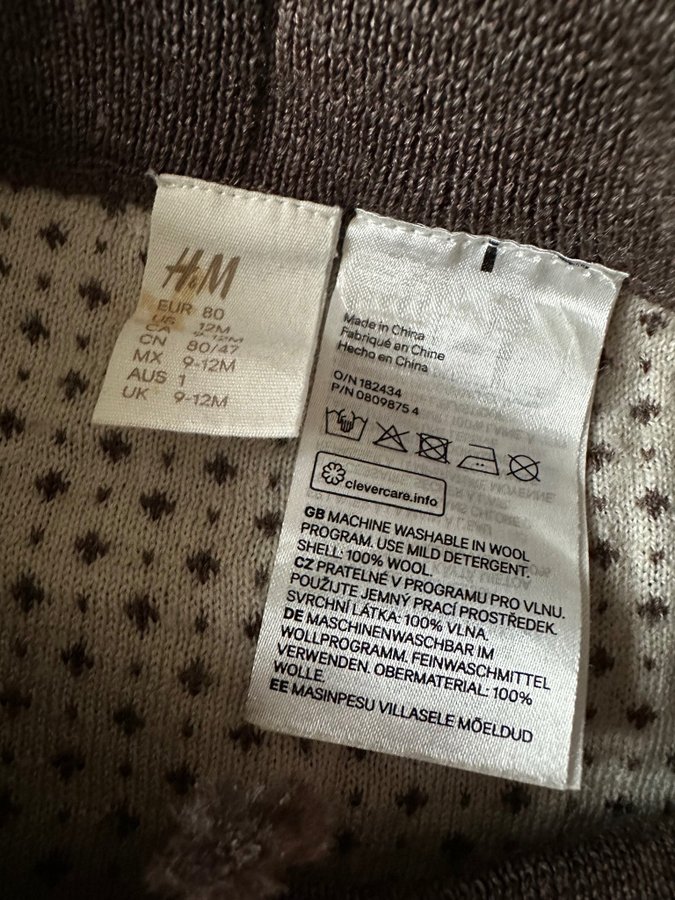 H&M
EUR 80
US 12M
CA 12M
CN 80/47
MX 9-12M
AUS 1
UK 9-12M
Made in China
Fabriqué en Chine
Hecho en China
O/N 182434
P/N 0809875 4
clevercare.info
GB MACHINE WASHABLE IN WOOL
PROGRAM. USE MILD DETERGENT.
SHELL: 100% WOOL.
CZ PRATELNÉ V PROGRAMU PRO VLNU.
POUŽIJTE JEMNÝ PRACÍ PROSTŘEDEK.
SVRCHNÍ LÁTKA: 100% VLNA.
DE MASCHINENWASCHBAR IM
WOLLPROGRAMM. FEINWASCHMITTEL
VERWENDEN. OBERMATERIAL: 100%
WOLLE.
EE MASINPESU VILLASELE MÕELDUD